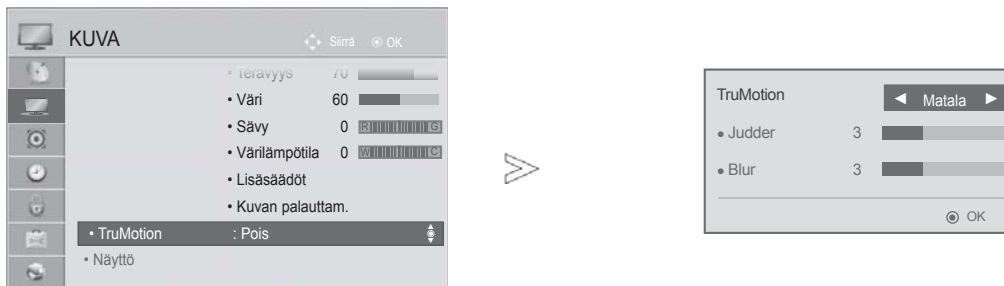 KUVA Siirrä OK
• Terävyys 70
• Väri 60
• Sävy 0 R G
• Värilämpötila 0 W C
• Lisäsäädöt
• Kuvan palauttam.
• TruMotion : Pois
• Näyttö
TruMotion ◄ Matala ►
• Judder 3
• Blur 3
OK